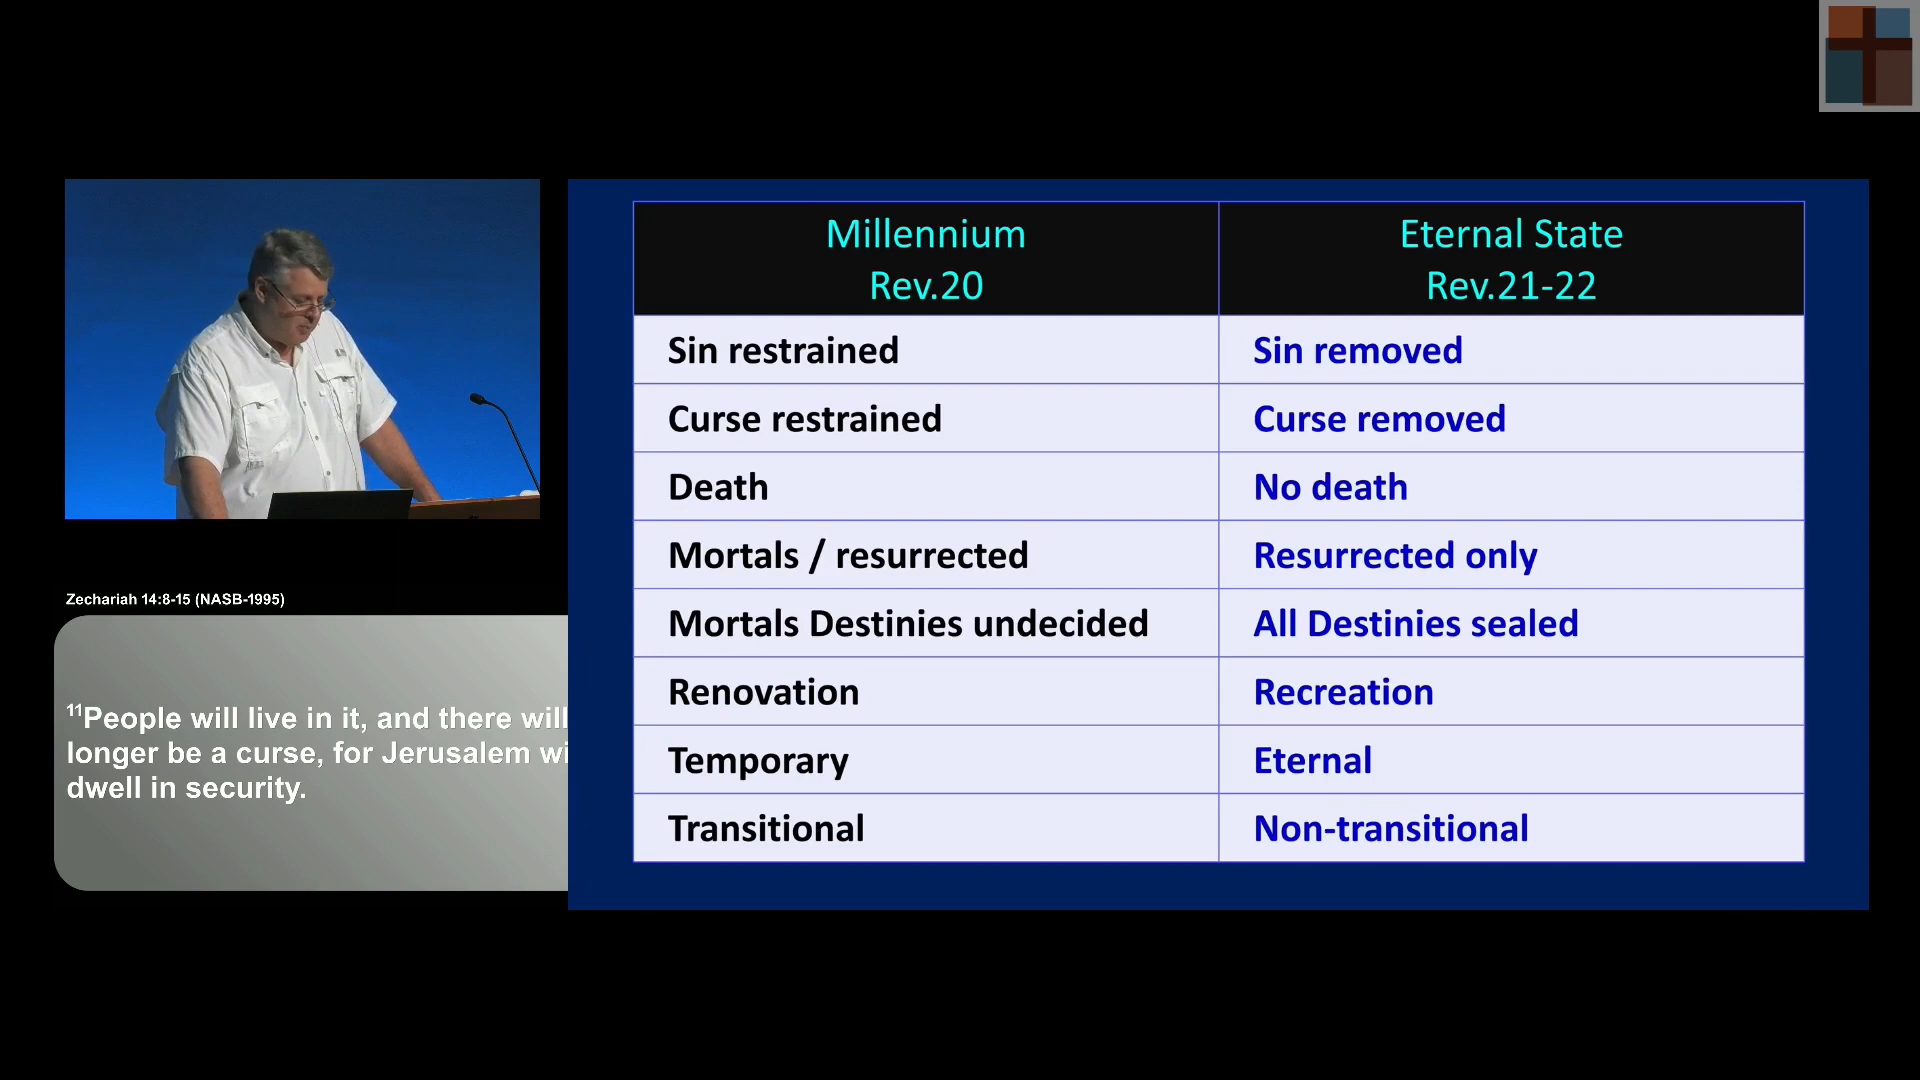 Zechariah 14:8-15 (NASB-1995)
11People will live in it, and there will
longer be a curse, for Jerusalem wi
dwell in security.
Millennium
Rev.20
Eternal State
Rev.21-22
Sin restrained
Sin removed
Curse restrained
Curse removed
Death
No death
Mortals / resurrected
Resurrected only
Mortals Destinies undecided
All Destinies sealed
Renovation
Recreation
Temporary
Eternal
Transitional
Non-transitional